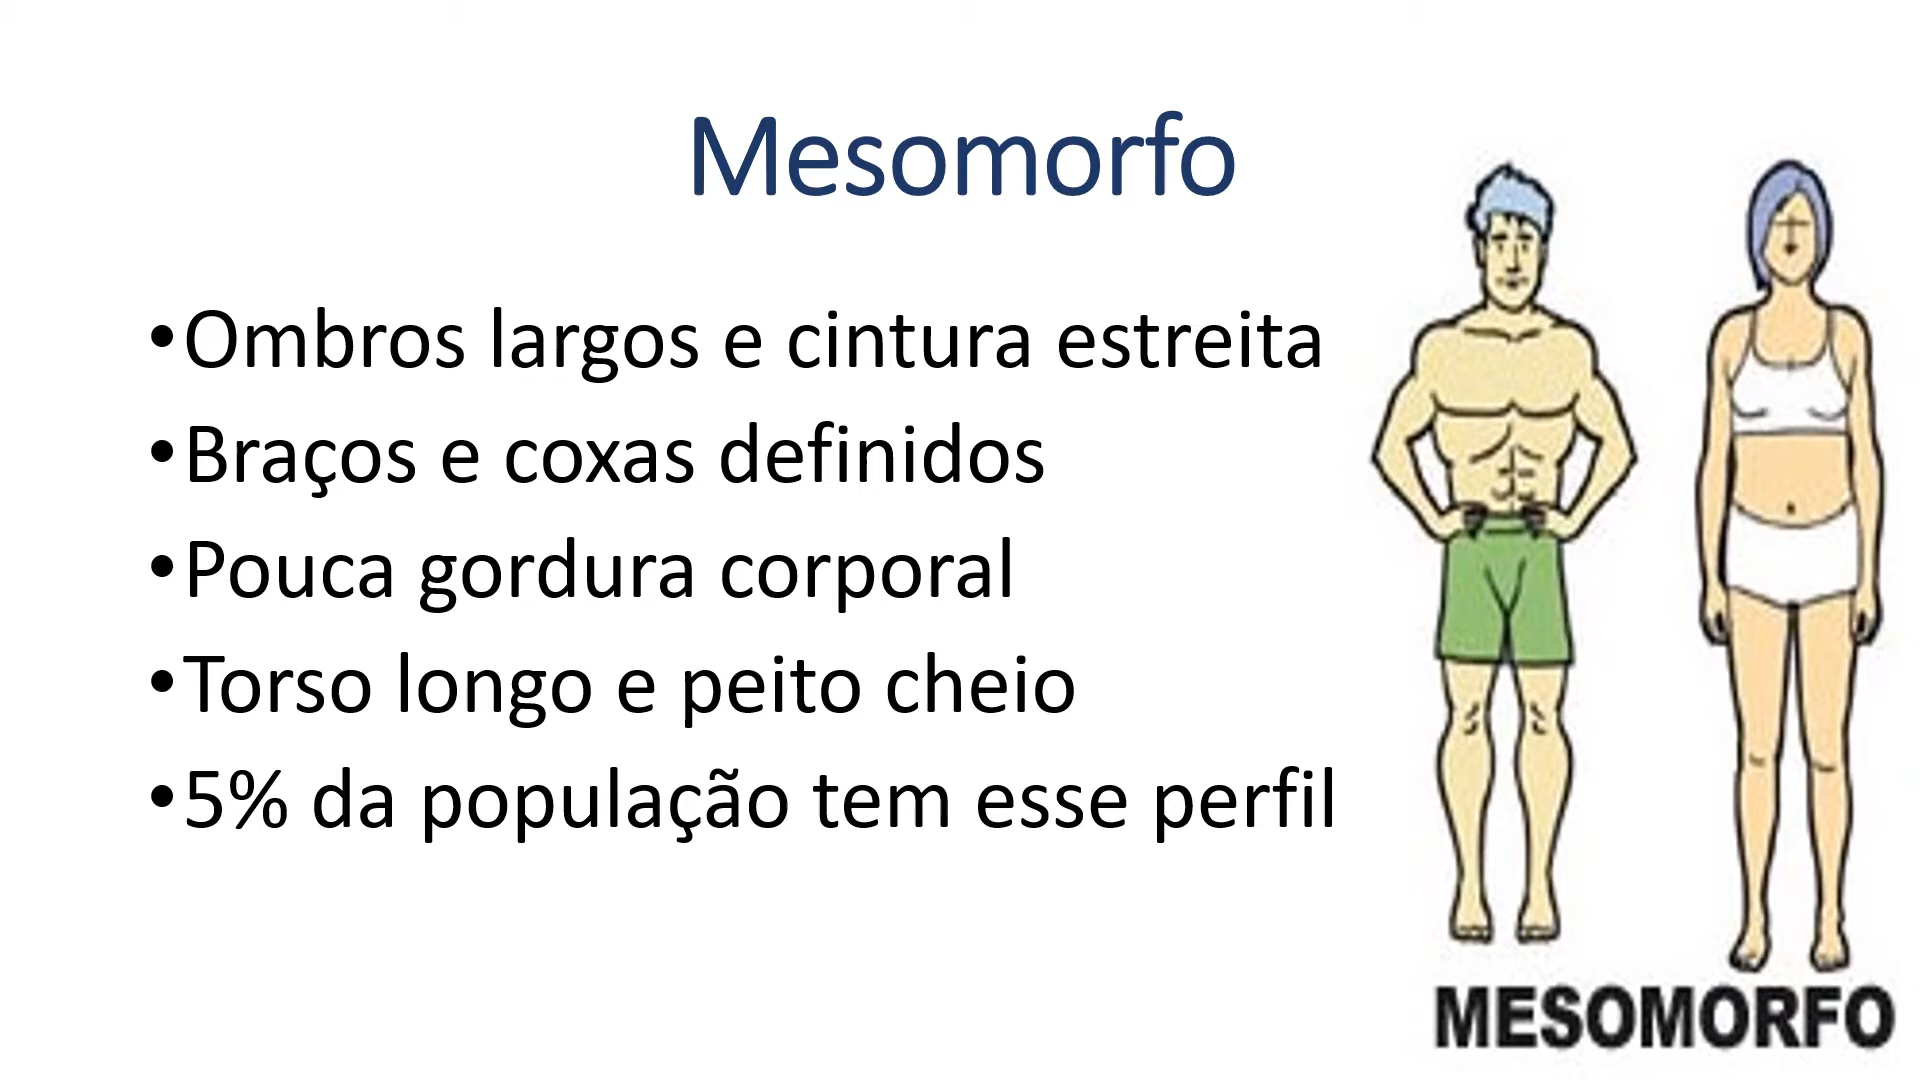 Mesomorfo
•Ombros largos e cintura estreita
•Braços e coxas definidos
•Pouca gordura corporal
•Torso longo e peito cheio
•5% da população tem esse perfil
MESOMORFO